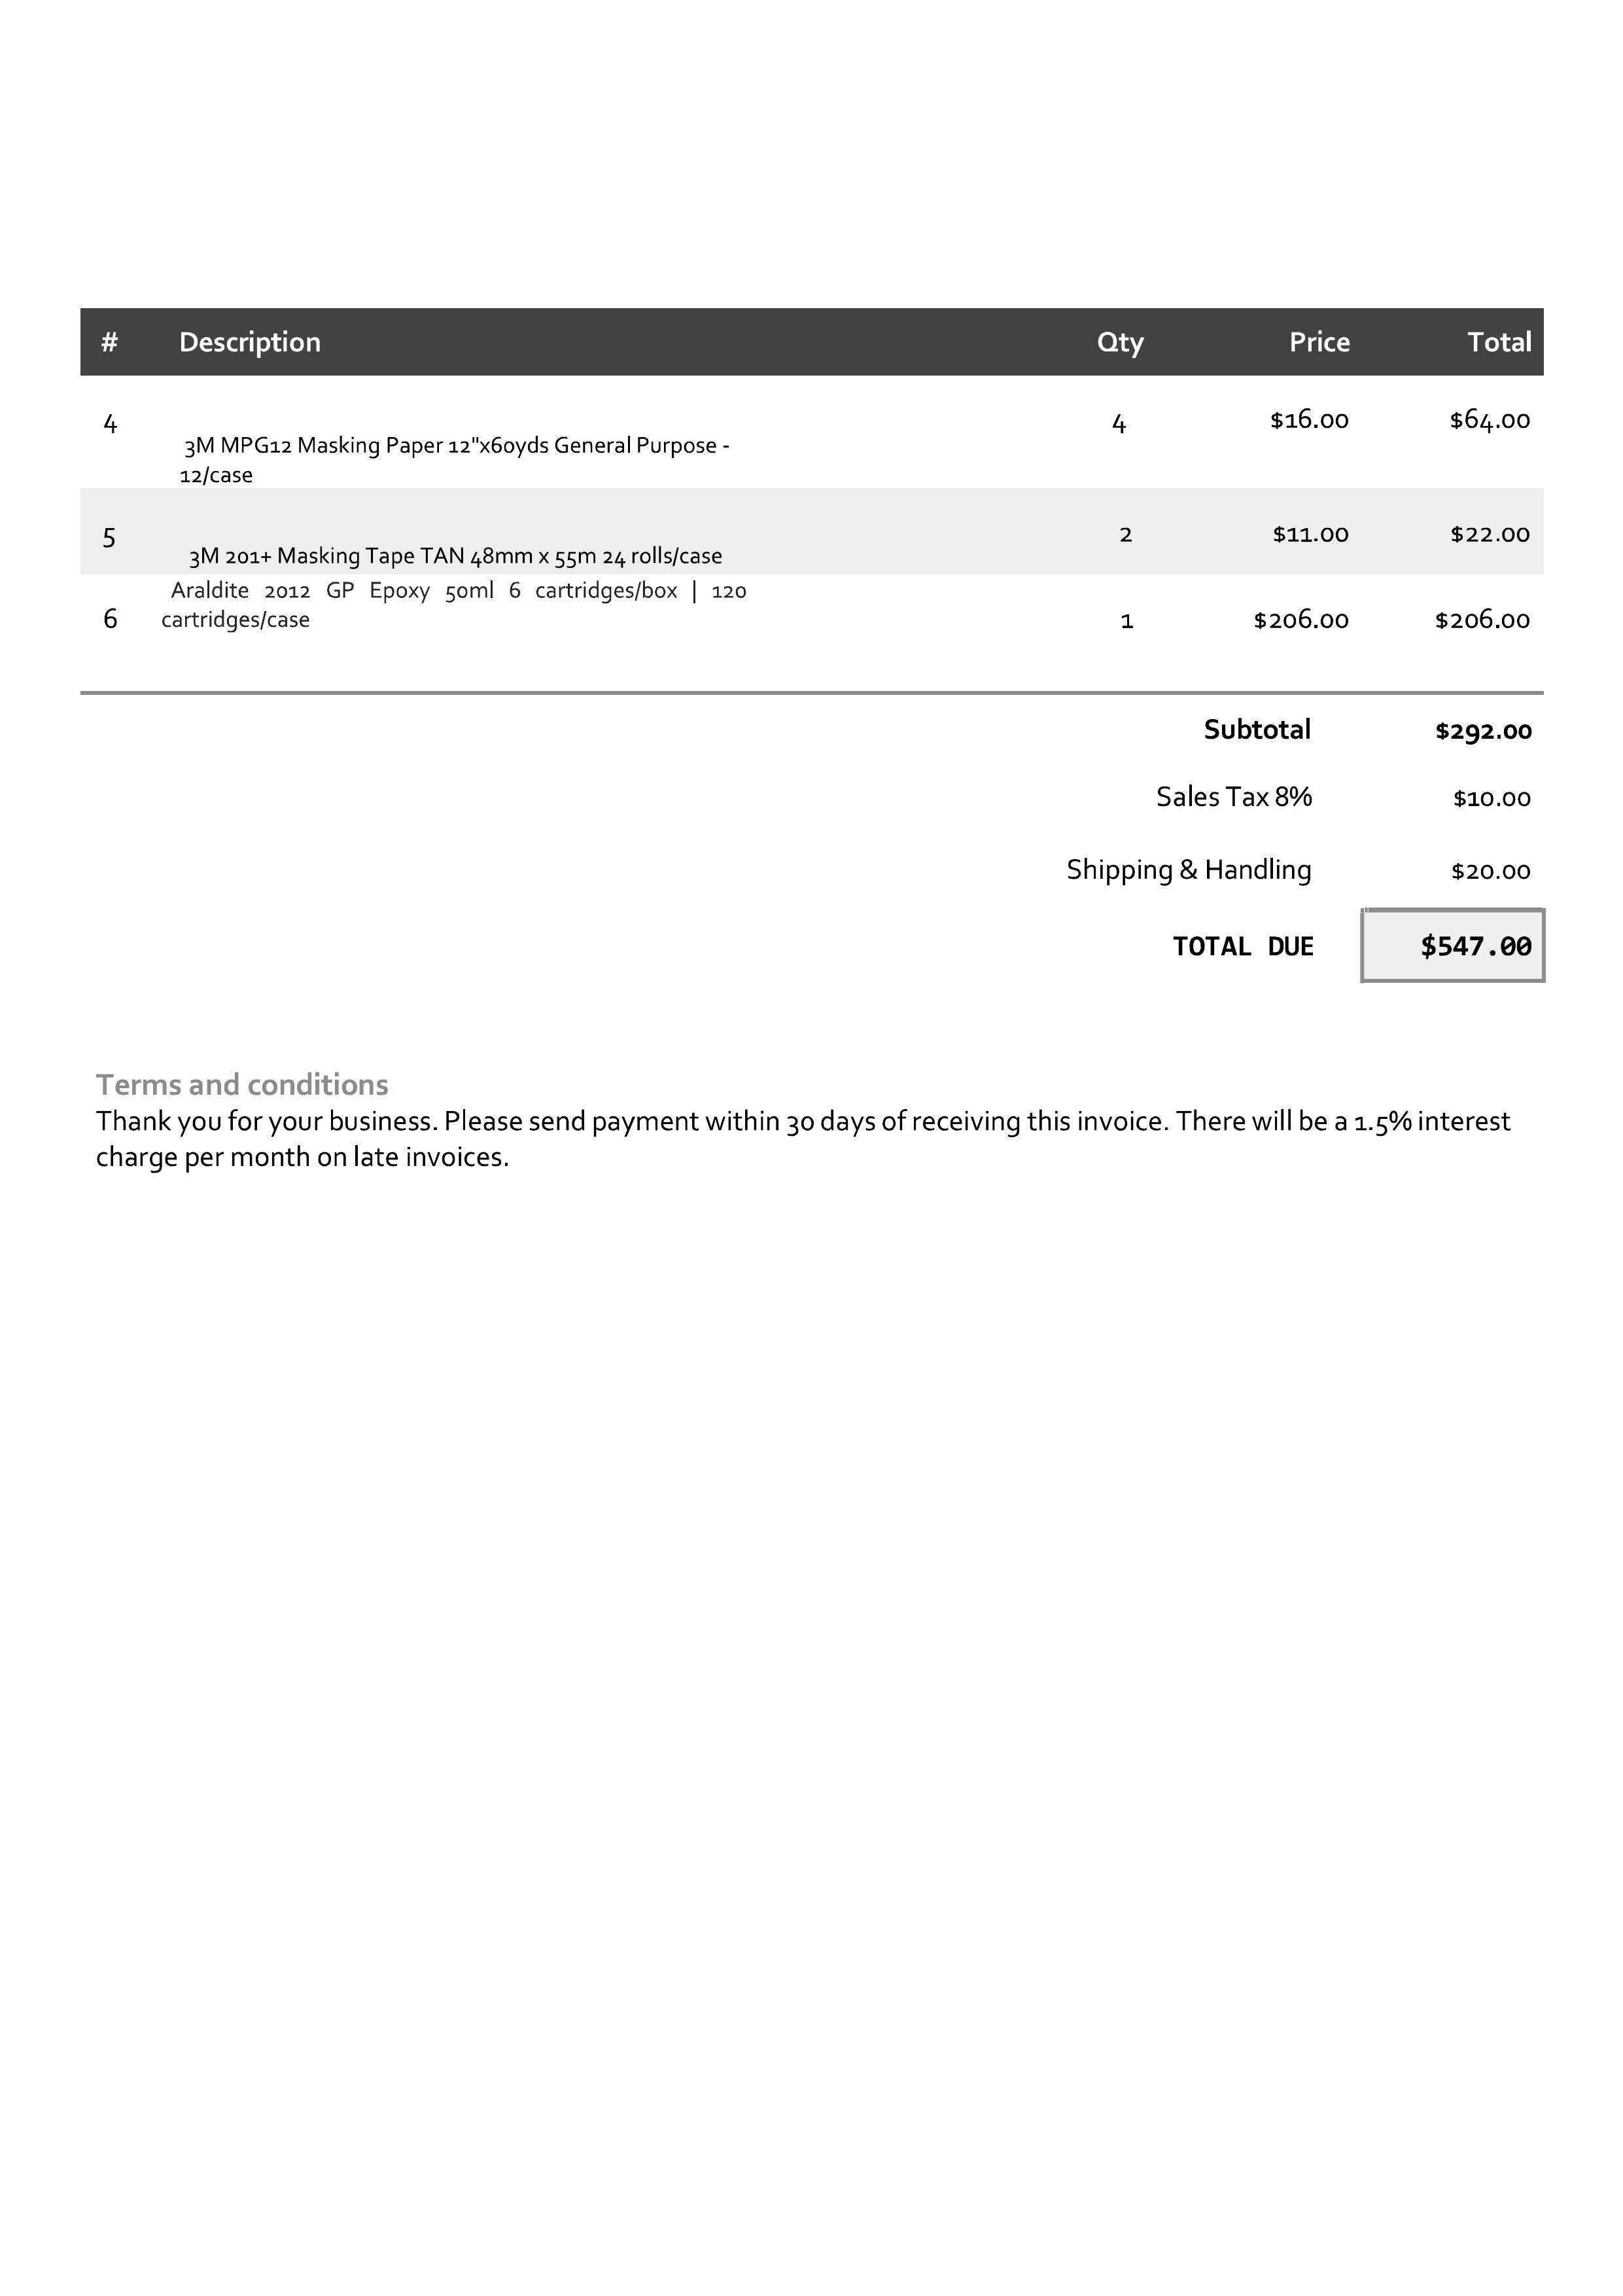 # Description Qty Price Total
4 4 $16.00 $64.00
3M MPG12 Masking Paper 12"x60yds General Purpose -
12/case
5 2 $11.00 $22.00
3M 201+ Masking Tape TAN 48mm x 55m 24 rolls/case
Araldite 2012 GP Epoxy 50ml 6 cartridges/box | 120
6 cartridges/case 1 $206.00 $206.00
Subtotal $292.00
Sales Tax 8% $10.00
Shipping & Handling $20.00
TOTAL DUE $547.00
Terms and conditions
Thank you for your business. Please send payment within 30 days of receiving this invoice. There will be a 1.5% interest
charge per month on late invoices.